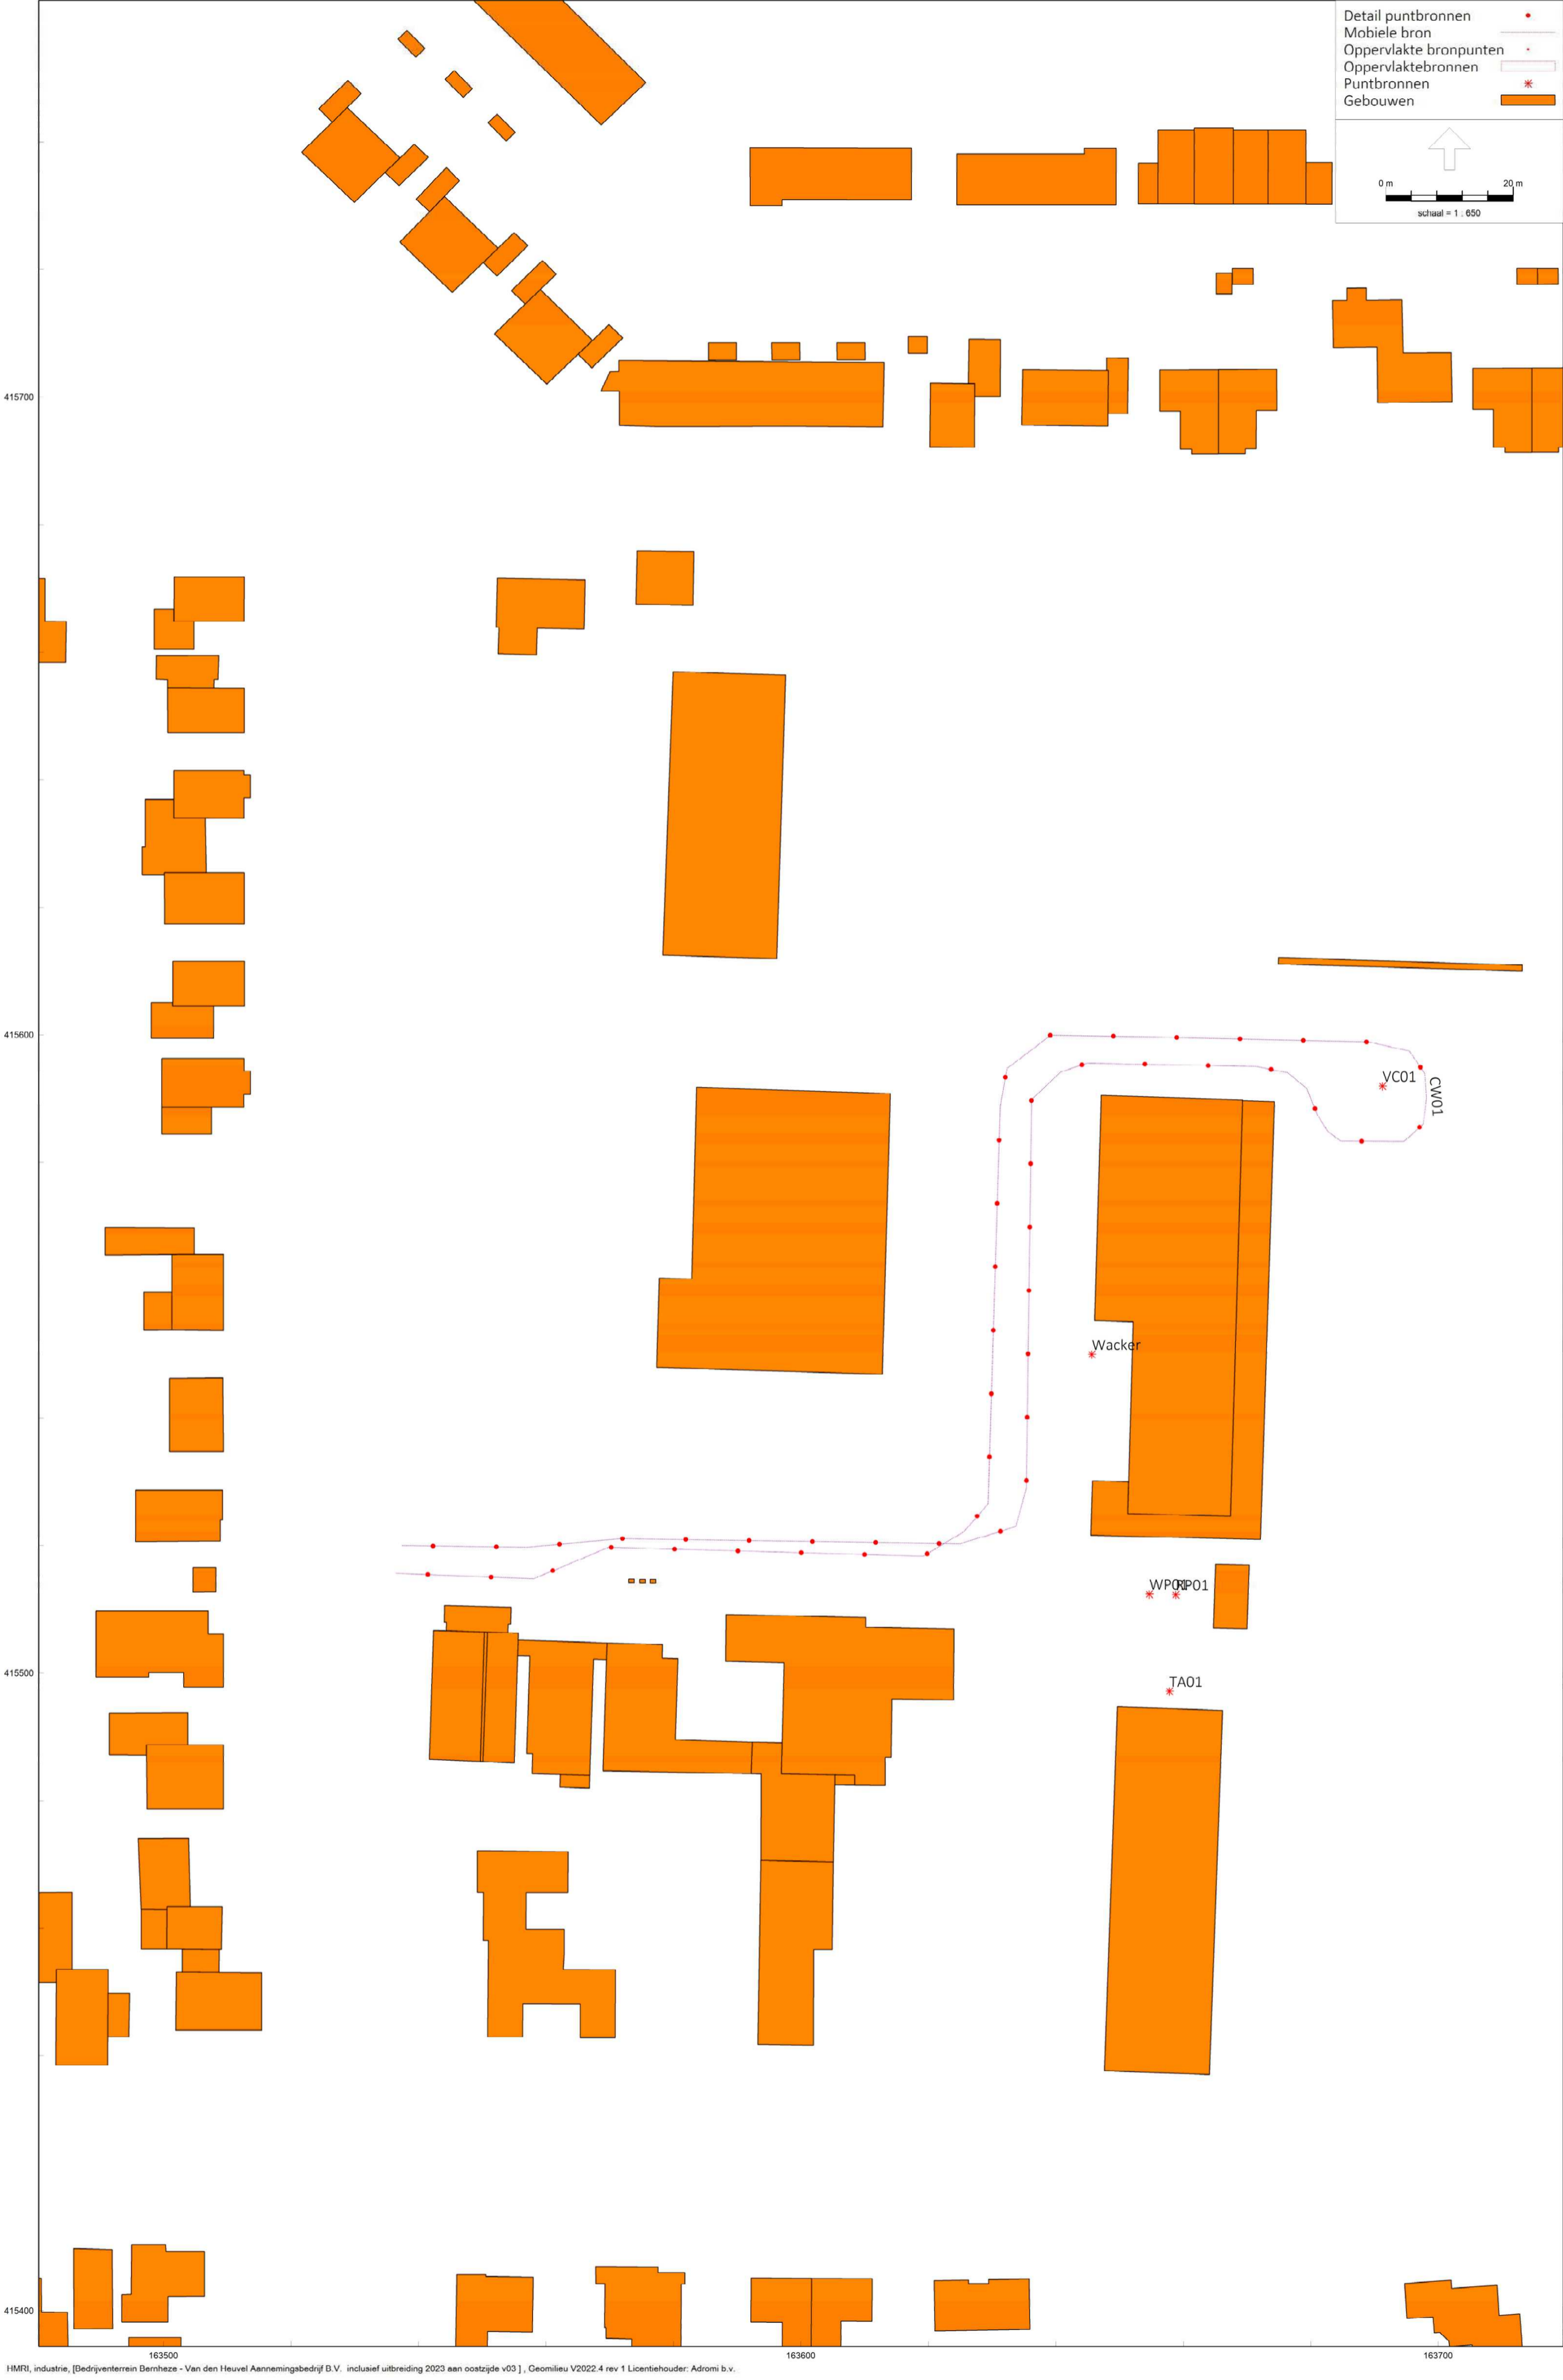 Detail puntbronnen
Mobiele bron
Oppervlakte bronpunten
Oppervlaktebronnen
Puntbronnen
Gebouwen
0 m 20 m
schaal = 1 : 650
415700
415600
VC01
CW01
Wacker
WP01
RP01
415500
TA01
415400
163500 163600 163700
HMRI, industrie, [Bedrijventerrein Bernheze - Van den Heuvel Aannemingsbedrijf B.V. inclusief uitbreiding 2023 aan oostzijde v03 ] , Geomilieu V2022.4 rev 1 Licentiehouder: Adromi b.v.